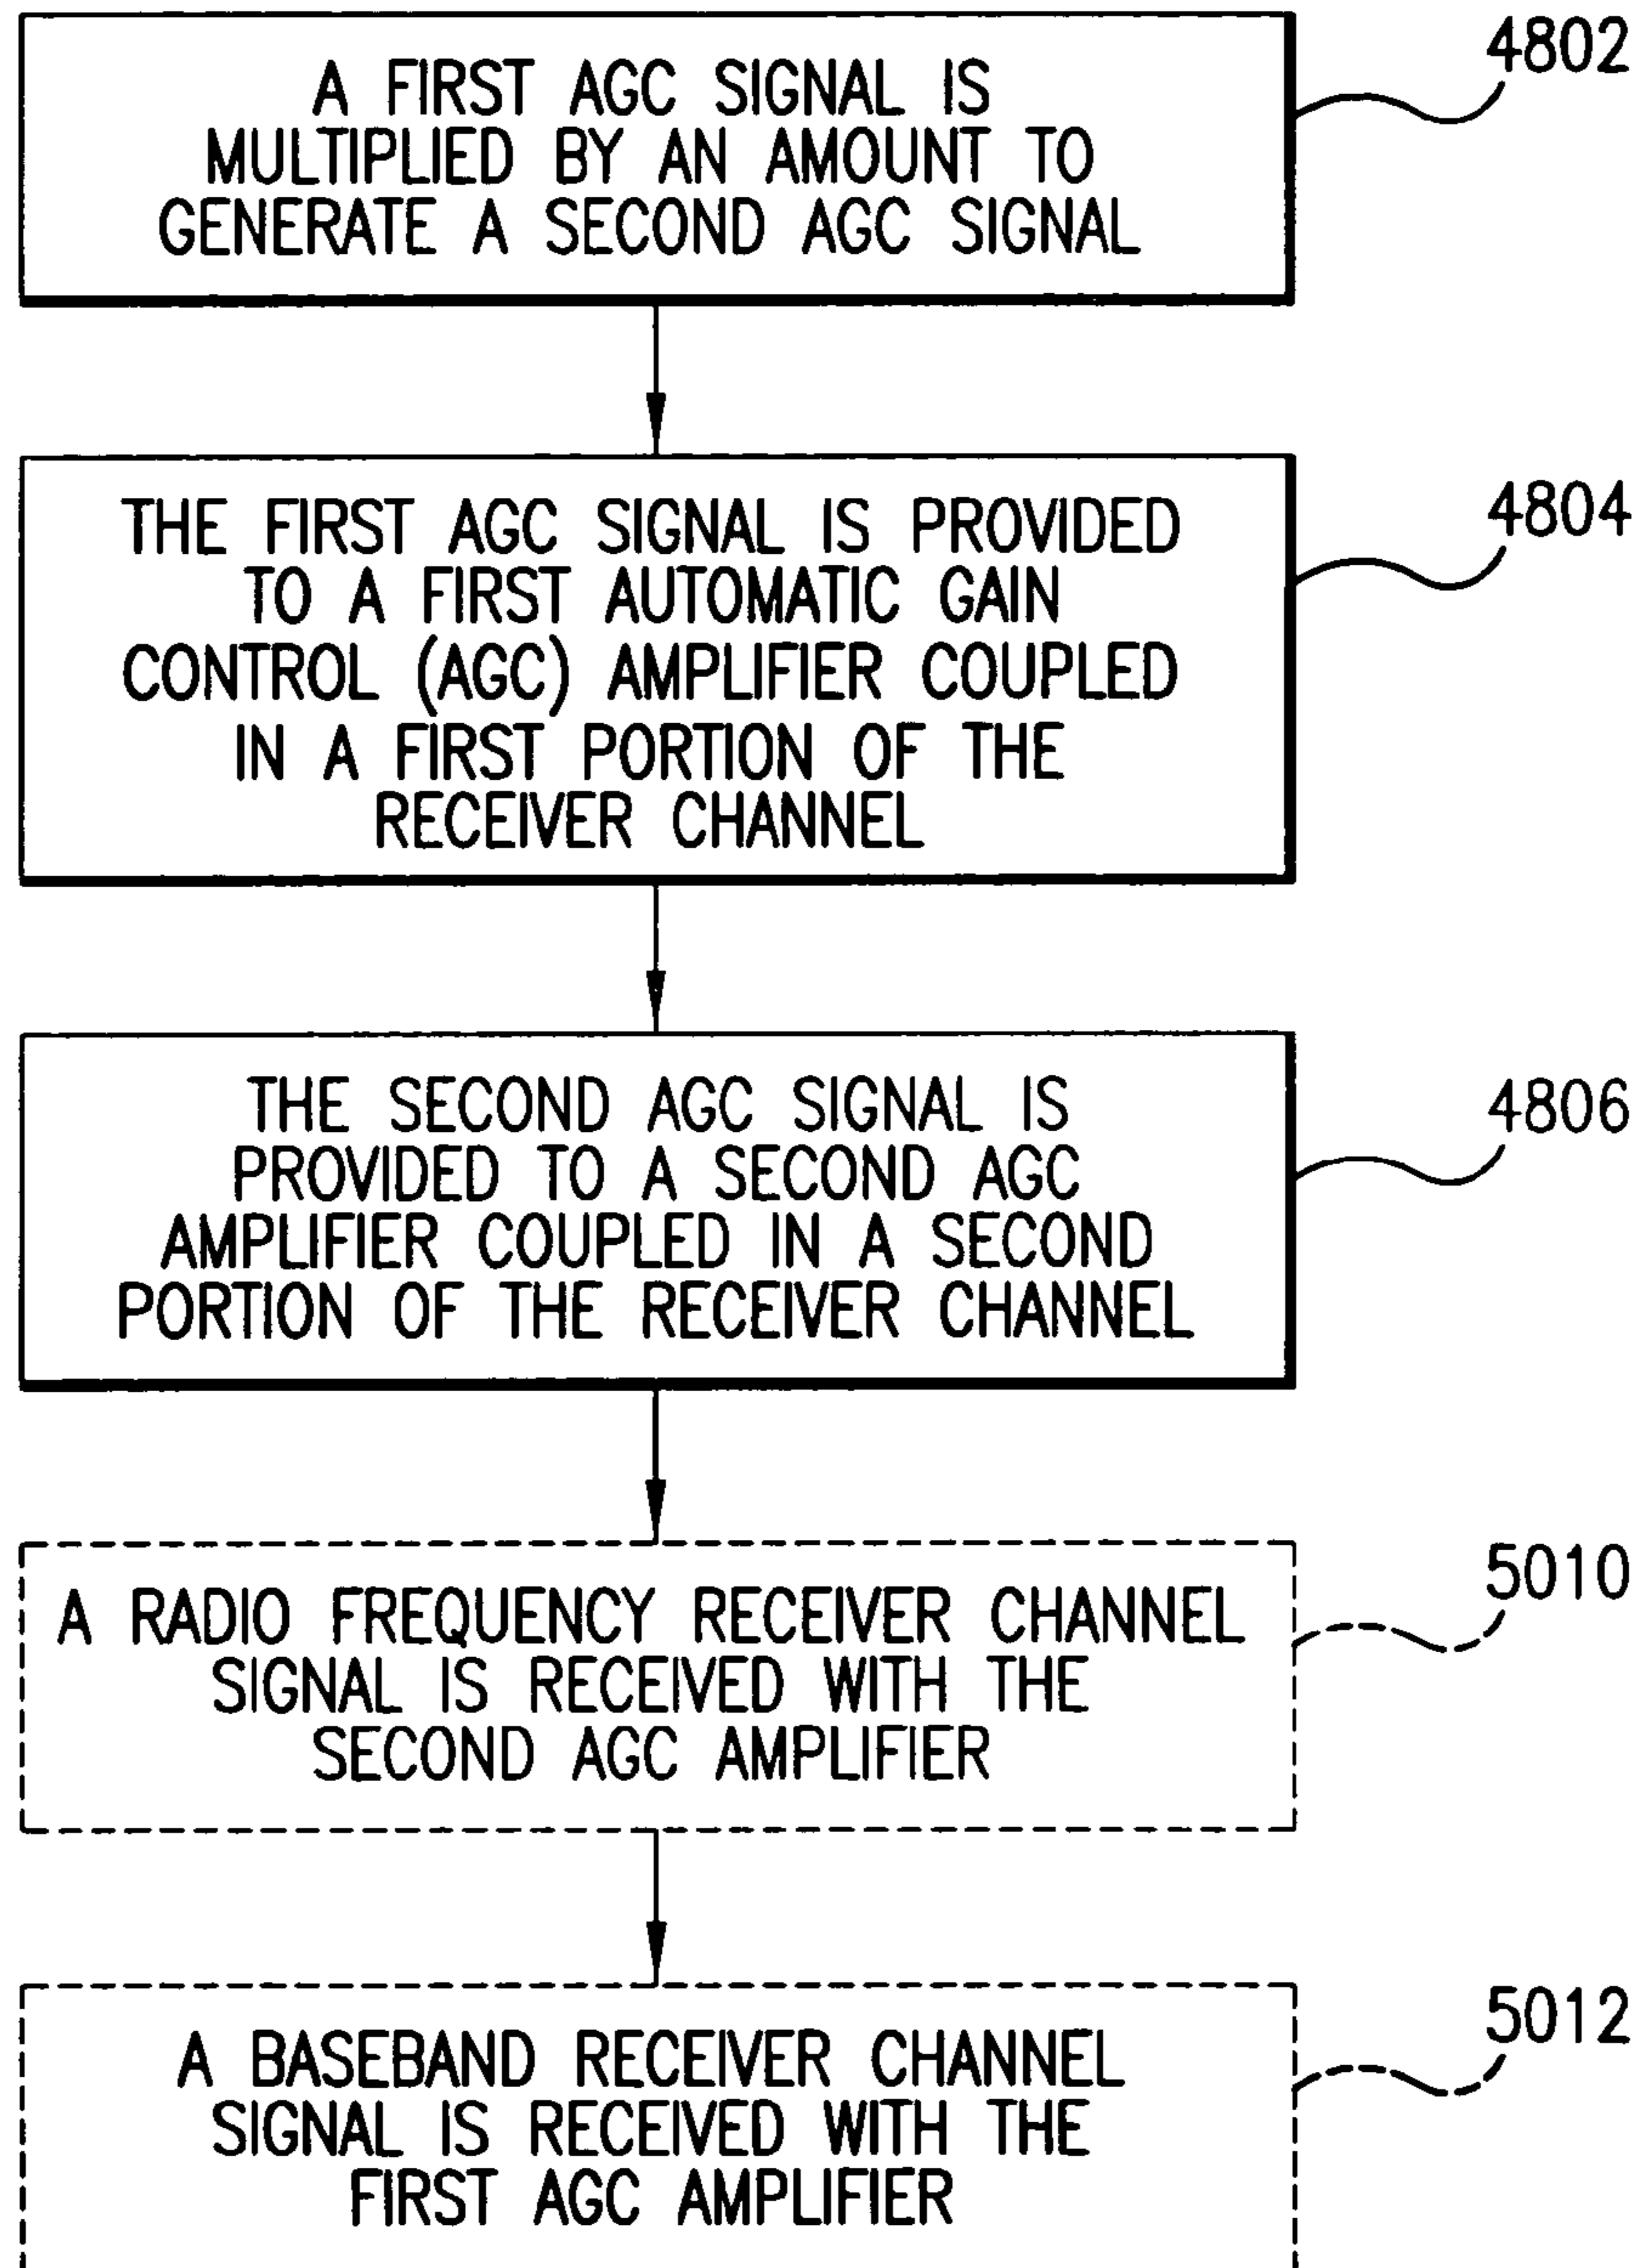 4802
A FIRST AGC SIGNAL IS
MULTIPLIED BY AN AMOUNT TO
GENERATE A SECOND AGC SIGNAL
4804
THE FIRST AGC SIGNAL IS PROVIDED
TO A FIRST AUTOMATIC GAIN
CONTROL (AGC) AMPLIFIER COUPLED
IN A FIRST PORTION OF THE
RECEIVER CHANNEL
4806
THE SECOND AGC SIGNAL IS
PROVIDED TO A SECOND AGC
AMPLIFIER COUPLED IN A SECOND
PORTION OF THE RECEIVER CHANNEL
5010
A RADIO FREQUENCY RECEIVER CHANNEL
SIGNAL IS RECEIVED WITH THE
SECOND AGC AMPLIFIER
5012
A BASEBAND RECEIVER CHANNEL
SIGNAL IS RECEIVED WITH THE
FIRST AGC AMPLIFIER